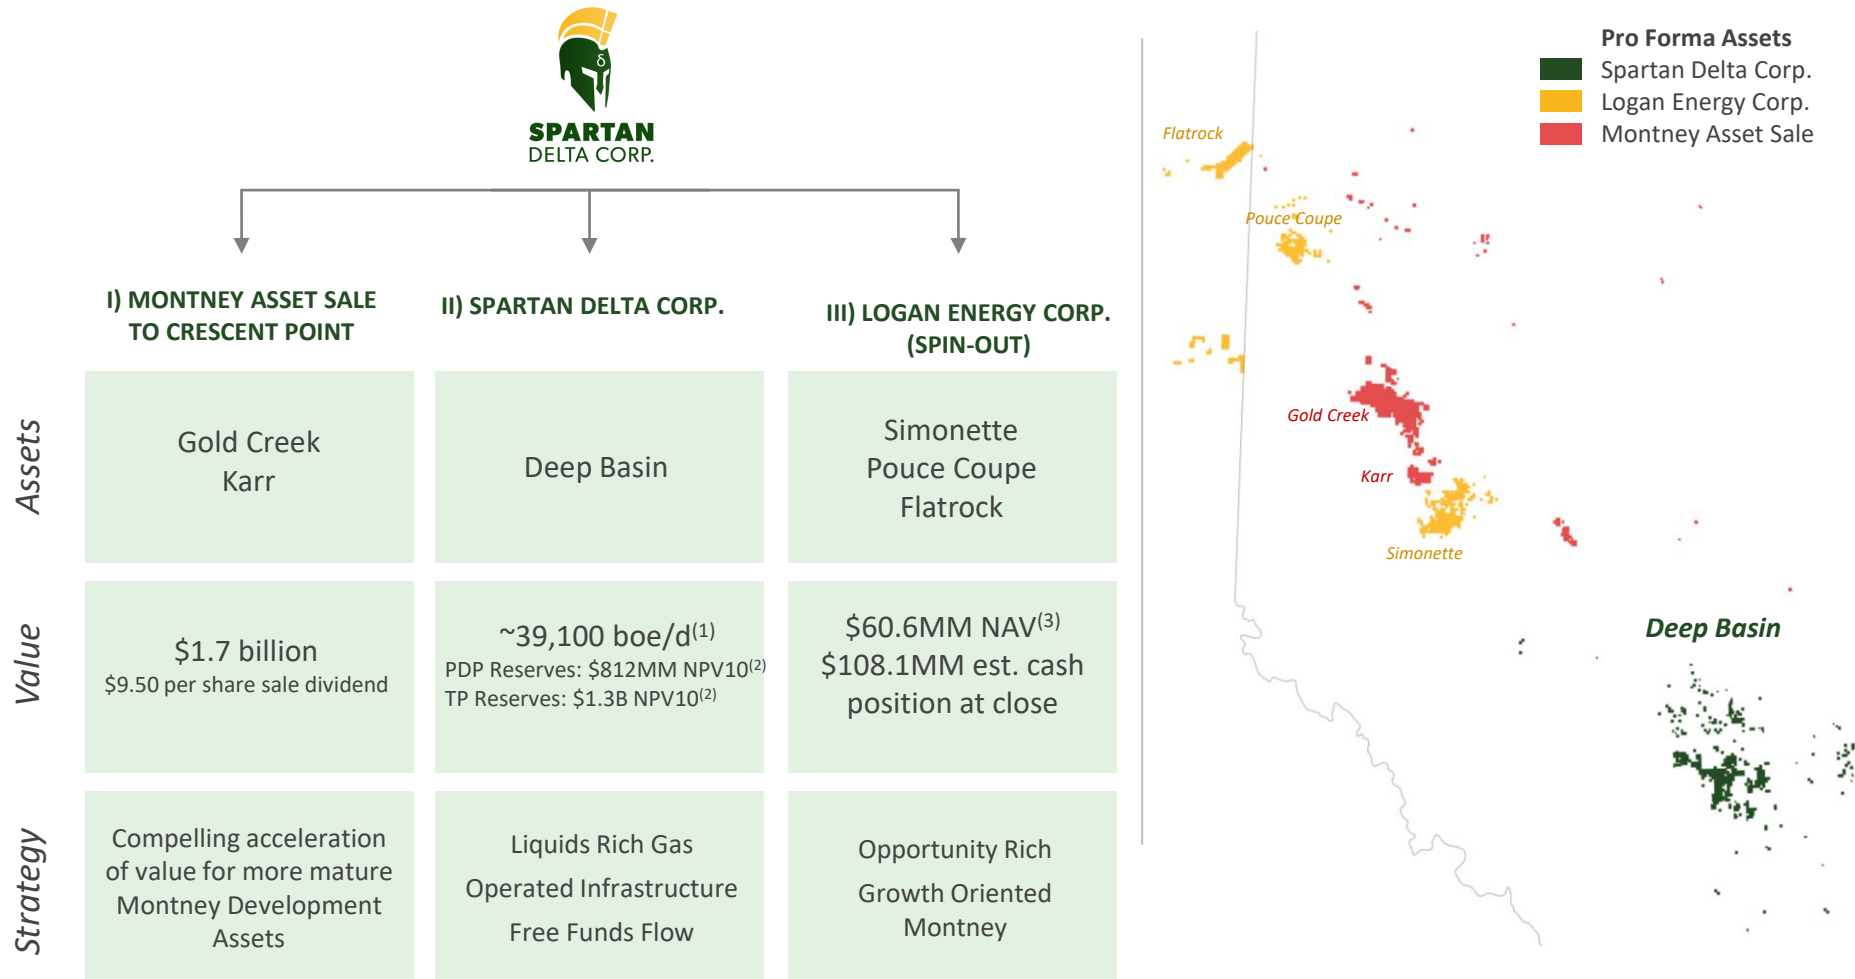 δ
SPARTAN
DELTA CORP.
I) MONTNEY ASSET SALE
TO CRESCENT POINT
II) SPARTAN DELTA CORP.
III) LOGAN ENERGY CORP.
(SPIN-OUT)
Assets
Gold Creek
Karr
Deep Basin
Simonette
Pouce Coupe
Flatrock
Value
$1.7 billion
$9.50 per share sale dividend
~39,100 boe/d(1)
PDP Reserves: $812MM NPV10(2)
TP Reserves: $1.3B NPV10(2)
$60.6MM NAV(3)
$108.1MM est. cash
position at close
Strategy
Compelling acceleration
of value for more mature
Montney Development
Assets
Liquids Rich Gas
Operated Infrastructure
Free Funds Flow
Opportunity Rich
Growth Oriented
Montney
Pro Forma Assets
Spartan Delta Corp.
Logan Energy Corp.
Montney Asset Sale
Flatrock
Pouce Coupe
Gold Creek
Karr
Simonette
Deep Basin